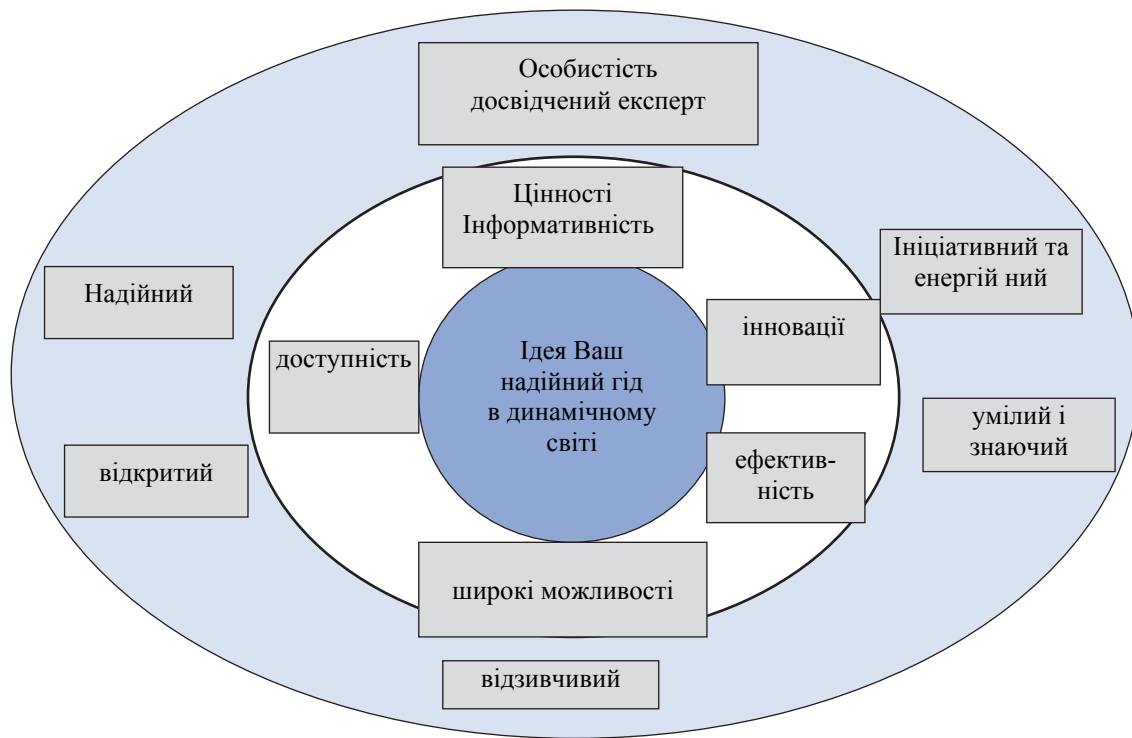 Особистість
досвідчений експерт
Цінності
Інформативність
Ініціативний та
енергій ний
Надійний
інновації
доступність
Ідея Ваш
надійний гід
в динамічному
світі
умілий і
знаючий
відкритий
ефектив-
ність
широкі можливості
відзивчивий